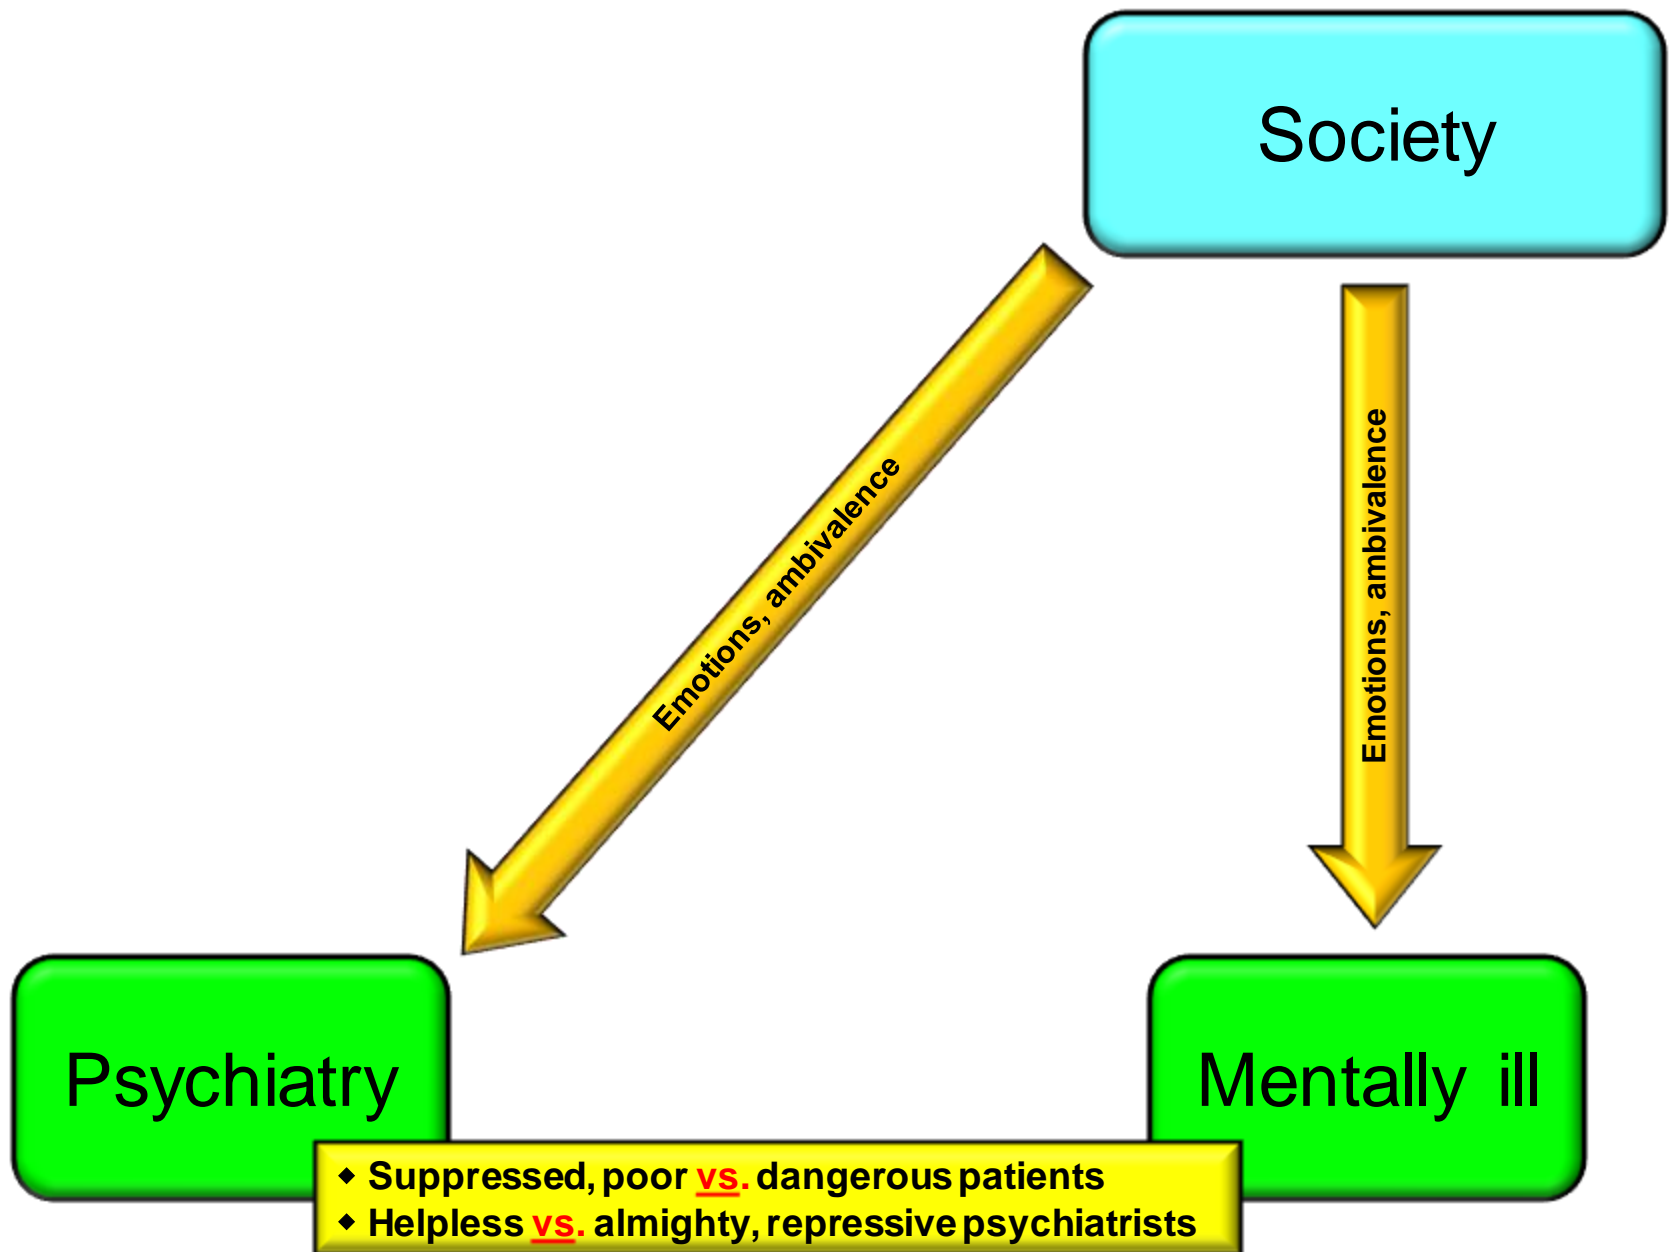 Society
Emotions, ambivalence
Emotions, ambivalence
Psychiatry
Mentally ill
◆ Suppressed, poor vs. dangerous patients
◆ Helpless vs. almighty, repressive psychiatrists